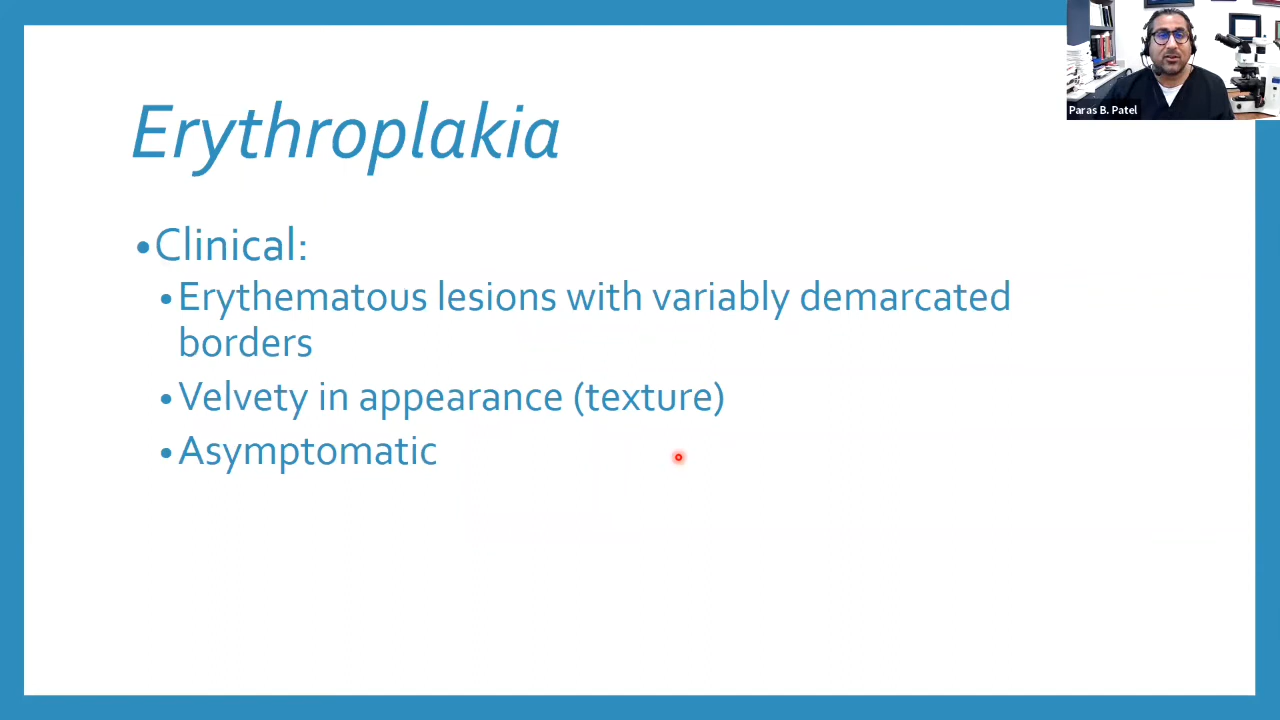 Paras B. Patel
Erythroplakia
•Clinical:
•Erythematous lesions with variably demarcated
borders
•Velvety in appearance (texture)
•Asymptomatic